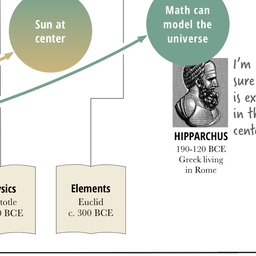 Sun at
center
Math can
model the
universe
I'm
sure
is ex
in th
cent
HIPPARCHUS
190-120 BCE
Greek living
in Rome
sics
totle
0 BCE
Elements
Euclid
c. 300 BCE